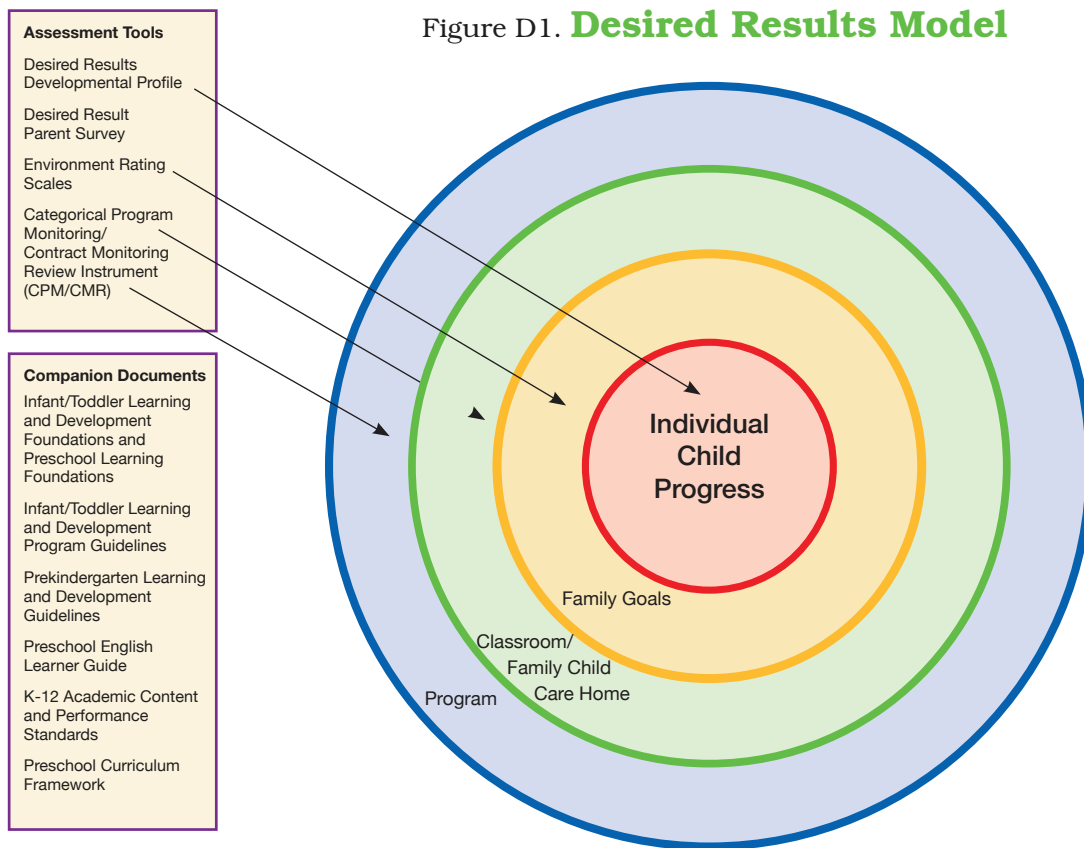 Figure D1. Desired Results Model
Assessment Tools
Desired Results
Developmental Profile
Desired Result
Parent Survey
Environment Rating
Scales
Categorical Program
Monitoring/
Contract Monitoring
Review Instrument
(CPM/CMR)
Companion Documents
Infant/Toddler Learning
and Development
Foundations and
Preschool Learning
Foundations
Infant/Toddler Learning
and Development
Program Guidelines
Prekindergarten Learning
and Development
Guidelines
Preschool English
Learner Guide
K-12 Academic Content
and Performance
Standards
Preschool Curriculum
Framework
Individual
Child
Progress
Family Goals
Classroom/
Family Child
Care Home
Program